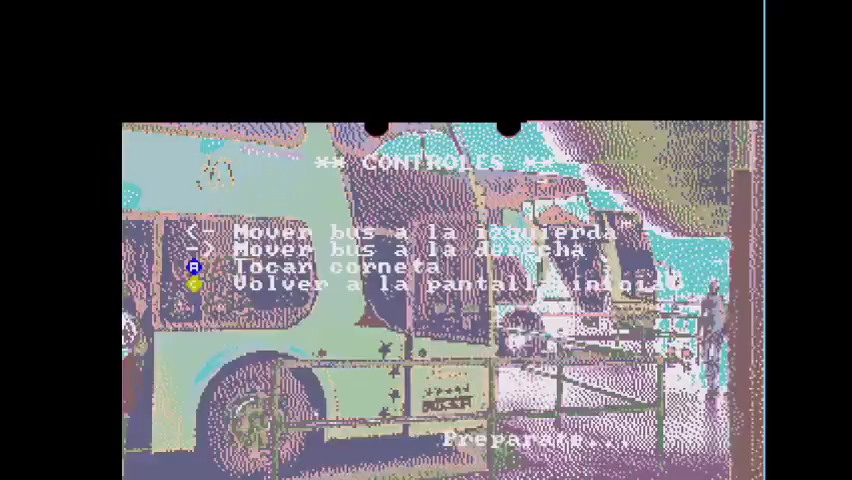 ** CONTROLES **
<- Mover bus a la izquierda
-> Mover bus a la derecha
A Tocar corneta
C Volver a la pantalla inicial
Preparate...